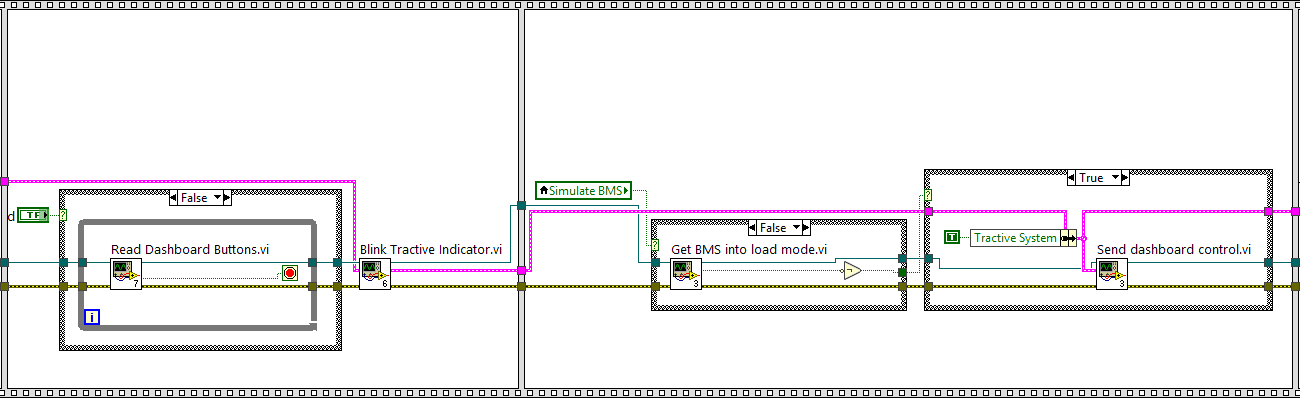 d
TF
?
False
Read Dashboard Buttons.vi
7
i
Blink Tractive Indicator.vi
6
Simulate BMS
?
False
Get BMS into load mode.vi
3
?
True
T
Tractive System
Send dashboard control.vi
3